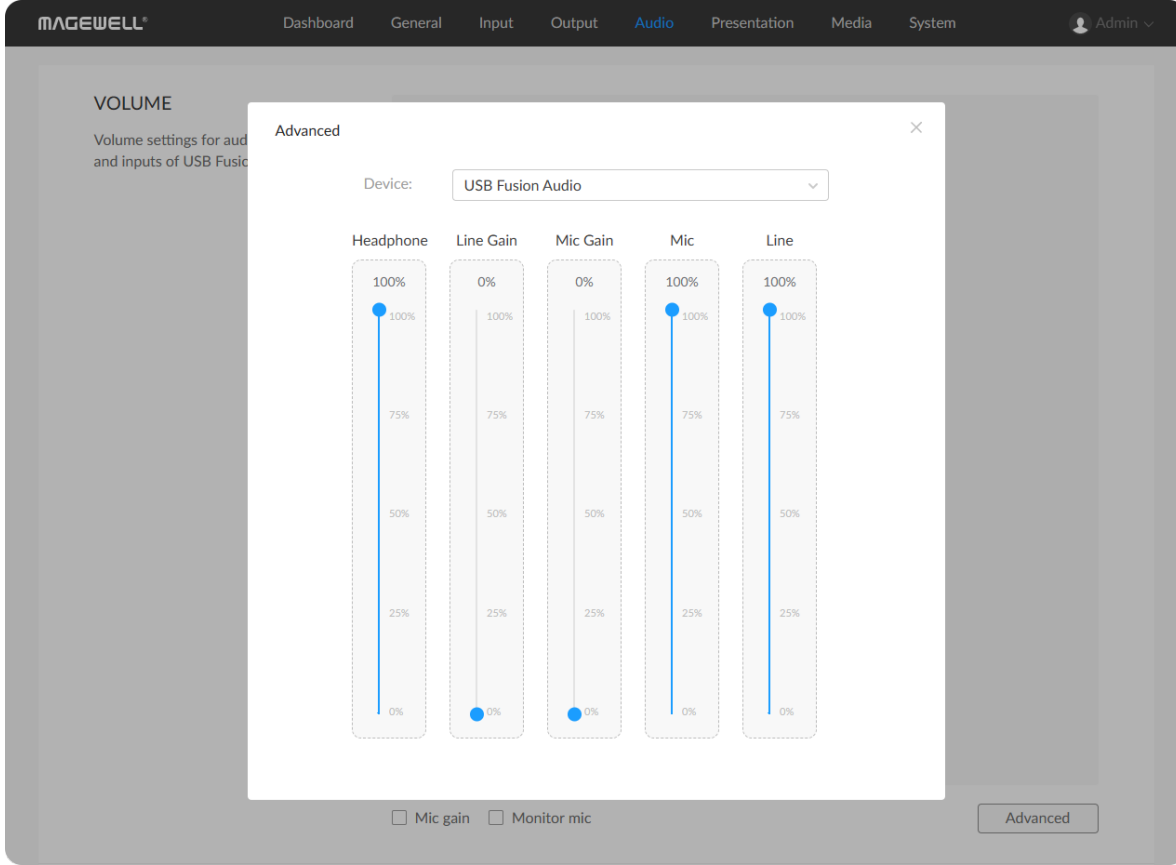 MAGEWELL®
Dashboard General Input Output Audio Presentation Media System Admin
VOLUME
Volume settings for aud
and inputs of USB Fusic
Advanced
Device: USB Fusion Audio
Headphone Line Gain Mic Gain Mic Line
100% 0% 0% 100% 100%
100% 100% 100% 100% 100%
75% 75% 75% 75% 75%
50% 50% 50% 50% 50%
25% 25% 25% 25% 25%
0% 0% 0% 0% 0%
Mic gain Monitor mic Advanced